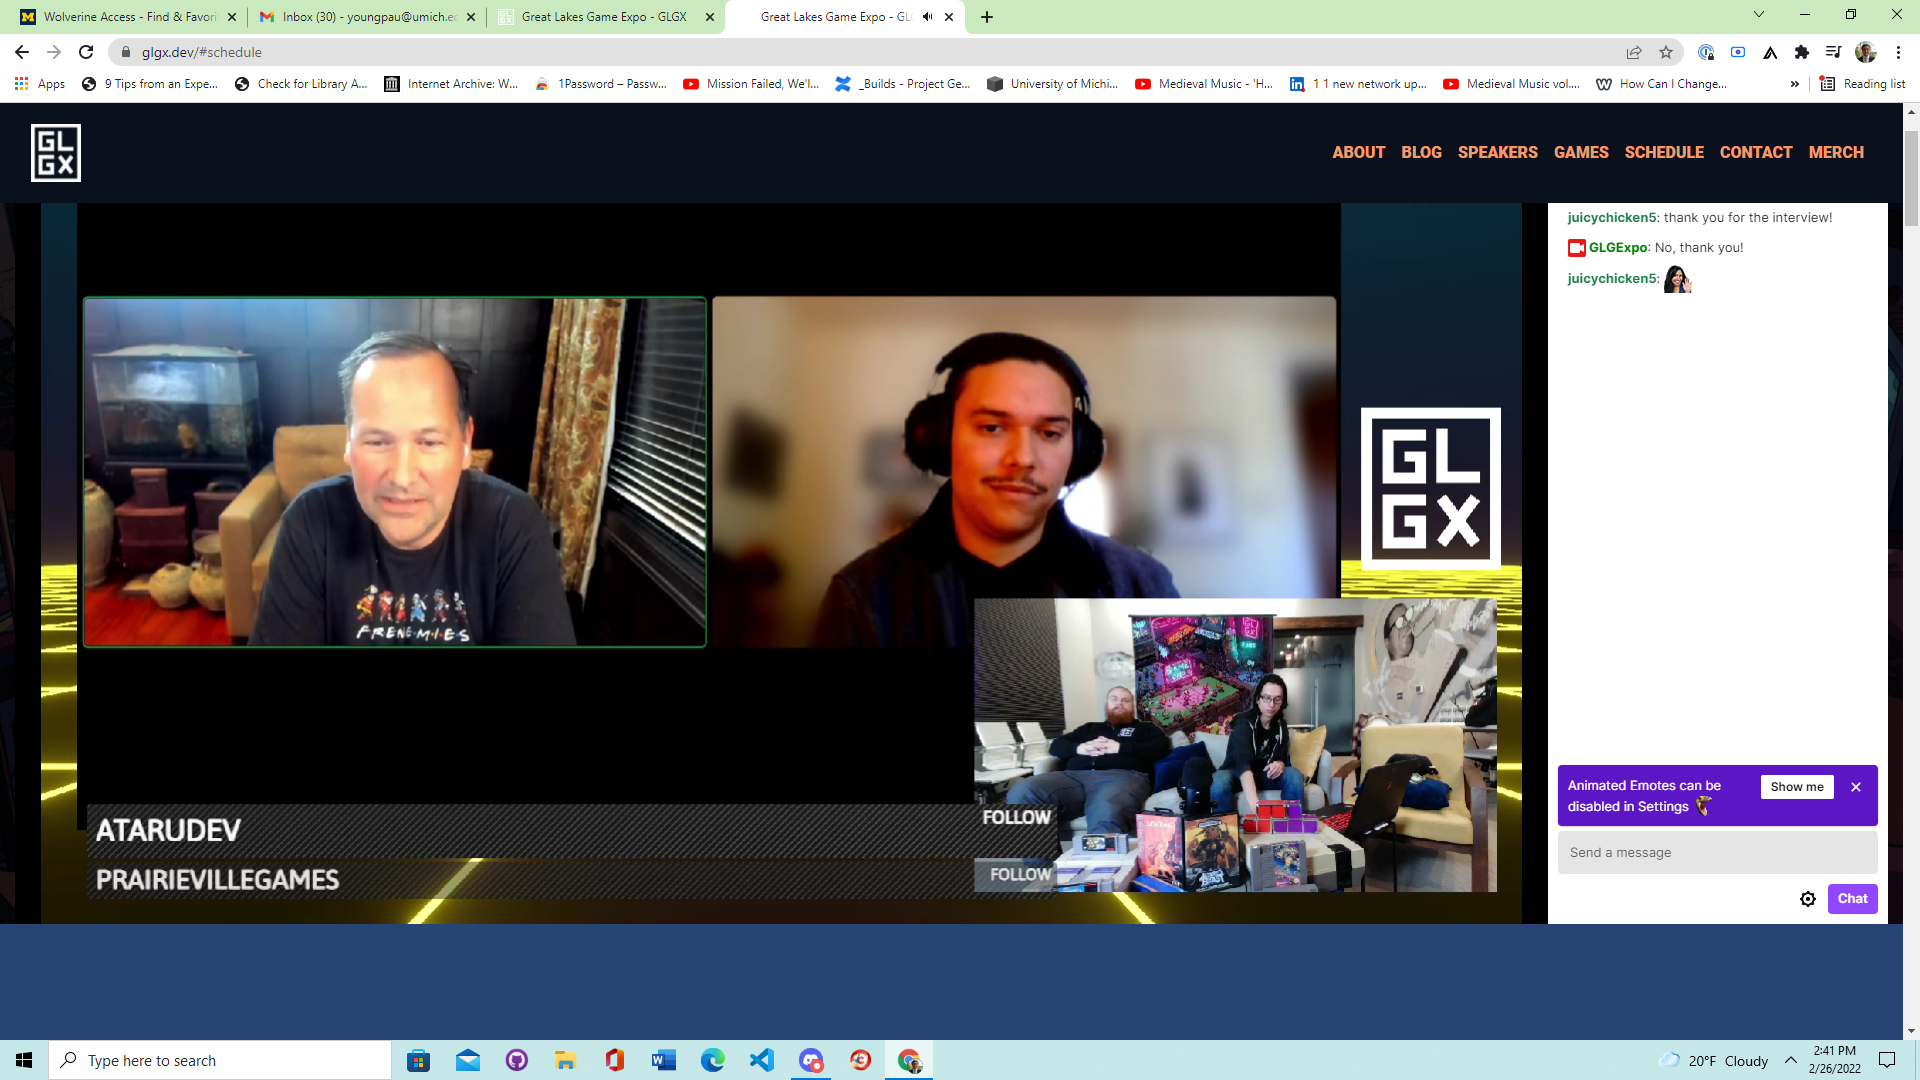 Wolverine Access - Find & Favori
Inbox (30) - youngpau@umich.ed
Great Lakes Game Expo - GLGX
Great Lakes Game Expo - GLG
glgx.dev/#schedule
Apps
9 Tips from an Expe...
Check for Library A...
Internet Archive: W...
1Password – Passw...
Mission Failed, We'l...
_Builds - Project Ge...
University of Michi...
Medieval Music - 'H...
1 1 new network up...
Medieval Music vol....
How Can I Change...
»
Reading list
GL
GX
ABOUT
BLOG
SPEAKERS
GAMES
SCHEDULE
CONTACT
MERCH
juicychicken5: thank you for the interview!
GLGExpo: No, thank you!
juicychicken5:
GL
GX
FRENEMIES
ATARUDEV
FOLLOW
PRAIRIEVILLEGAMES
FOLLOW
Animated Emotes can be
disabled in Settings
Show me
Send a message
Chat
Type here to search
20°F Cloudy
2:41 PM
2/26/2022